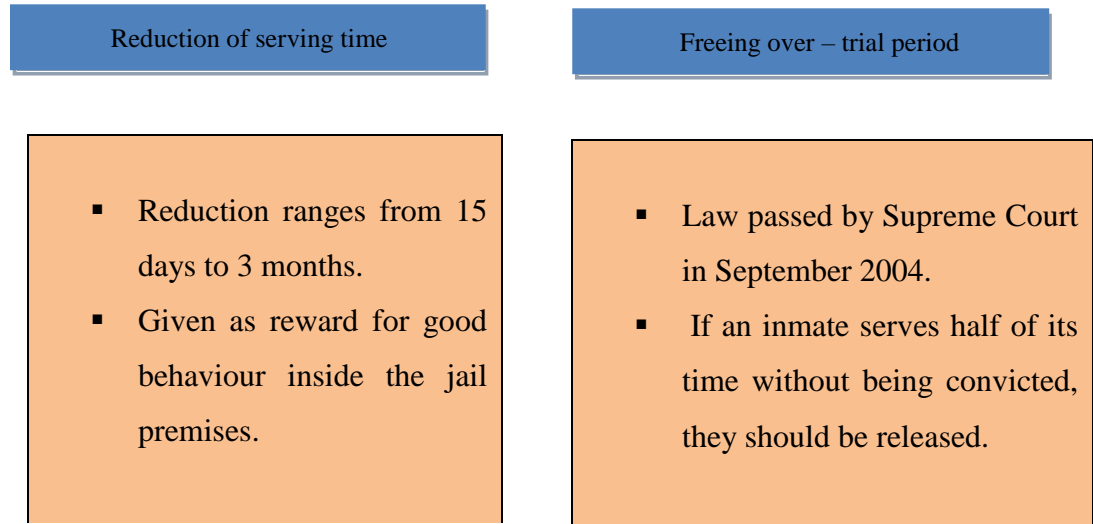 Reduction of serving time
Freeing over – trial period
▪ Reduction ranges from 15
days to 3 months.
▪ Given as reward for good
behaviour inside the jail
premises.
▪ Law passed by Supreme Court
in September 2004.
▪ If an inmate serves half of its
time without being convicted,
they should be released.